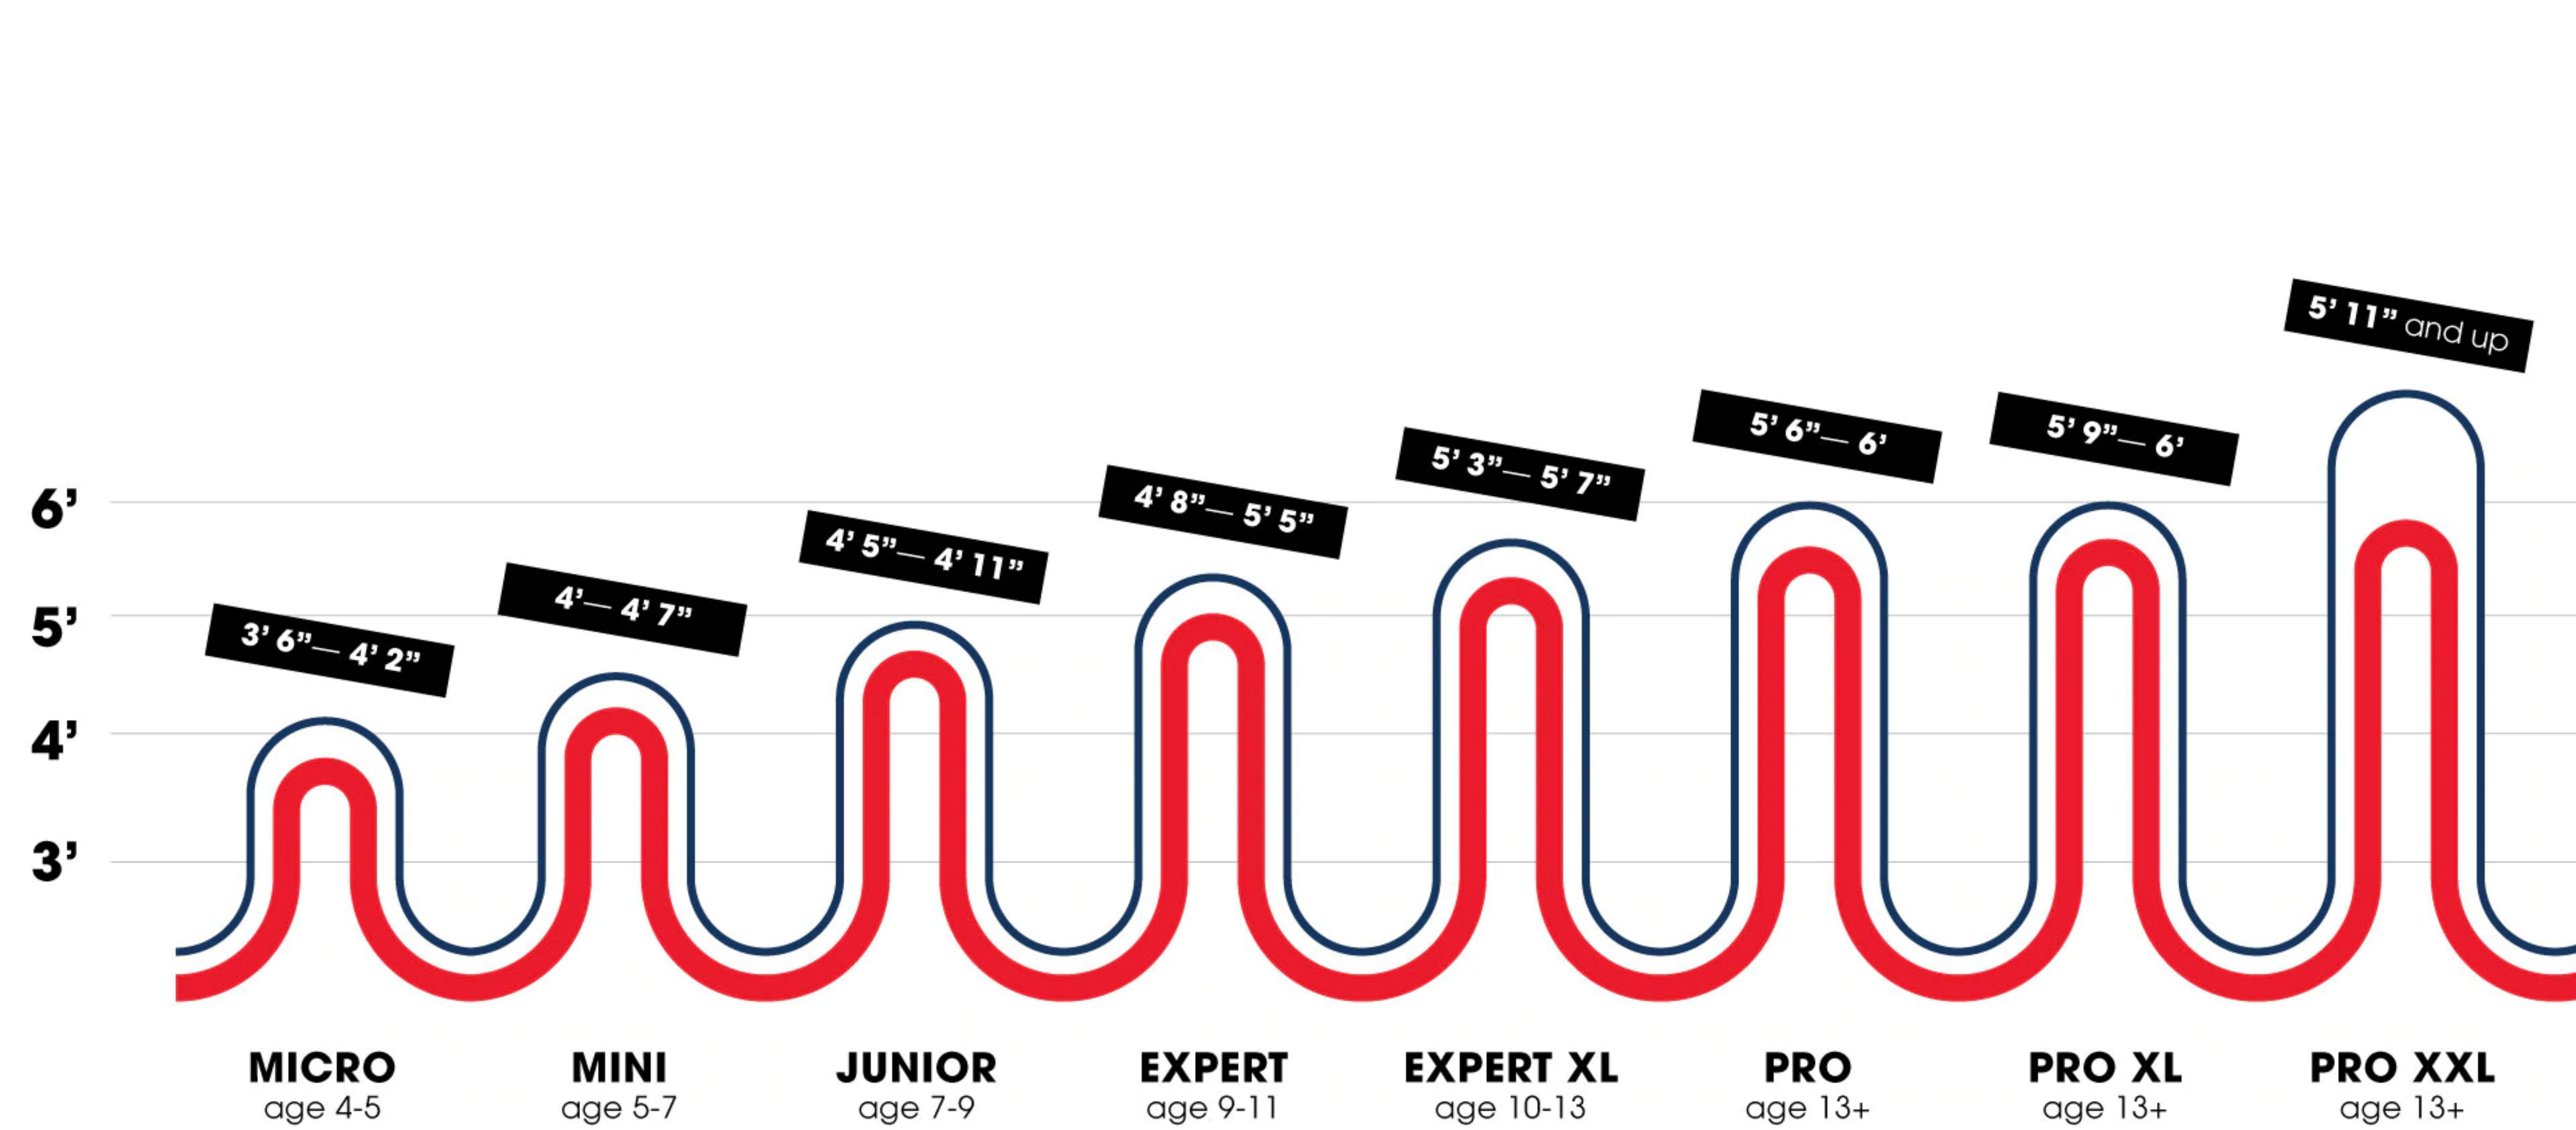 5’ 11” and up
5’ 6”— 6’
5’ 9”— 6’
5’ 3”— 5’ 7”
4’ 8”— 5’ 5”
6’
4’ 5”— 4’ 11”
4’— 4’ 7”
5’
3’ 6”— 4’ 2”
4’
3’
MICRO
age 4-5
MINI
age 5-7
JUNIOR
age 7-9
EXPERT
age 9-11
EXPERT XL
age 10-13
PRO
age 13+
PRO XL
age 13+
PRO XXL
age 13+